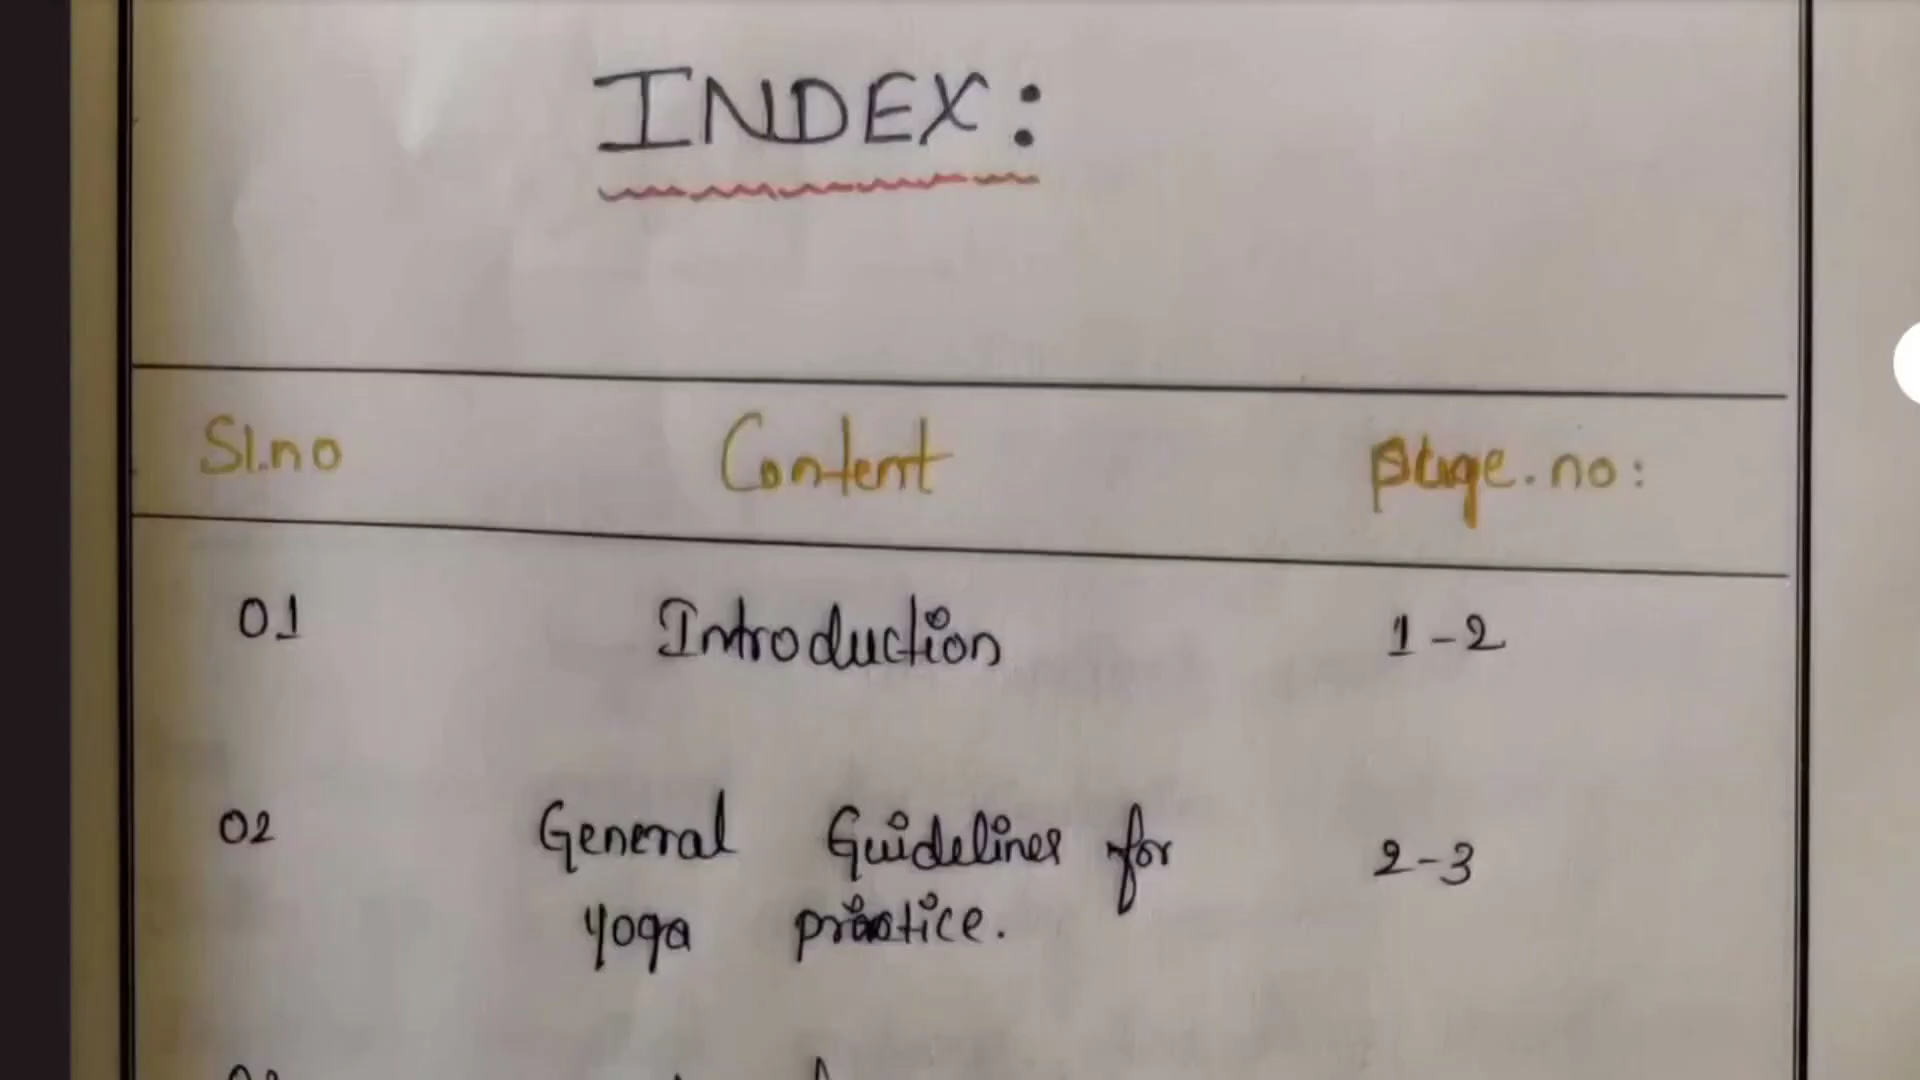 INDEX:
Sl.no Content Page.no:
01 Introduction 1-2
02 General Guidelines for 2-3
yoga practice.